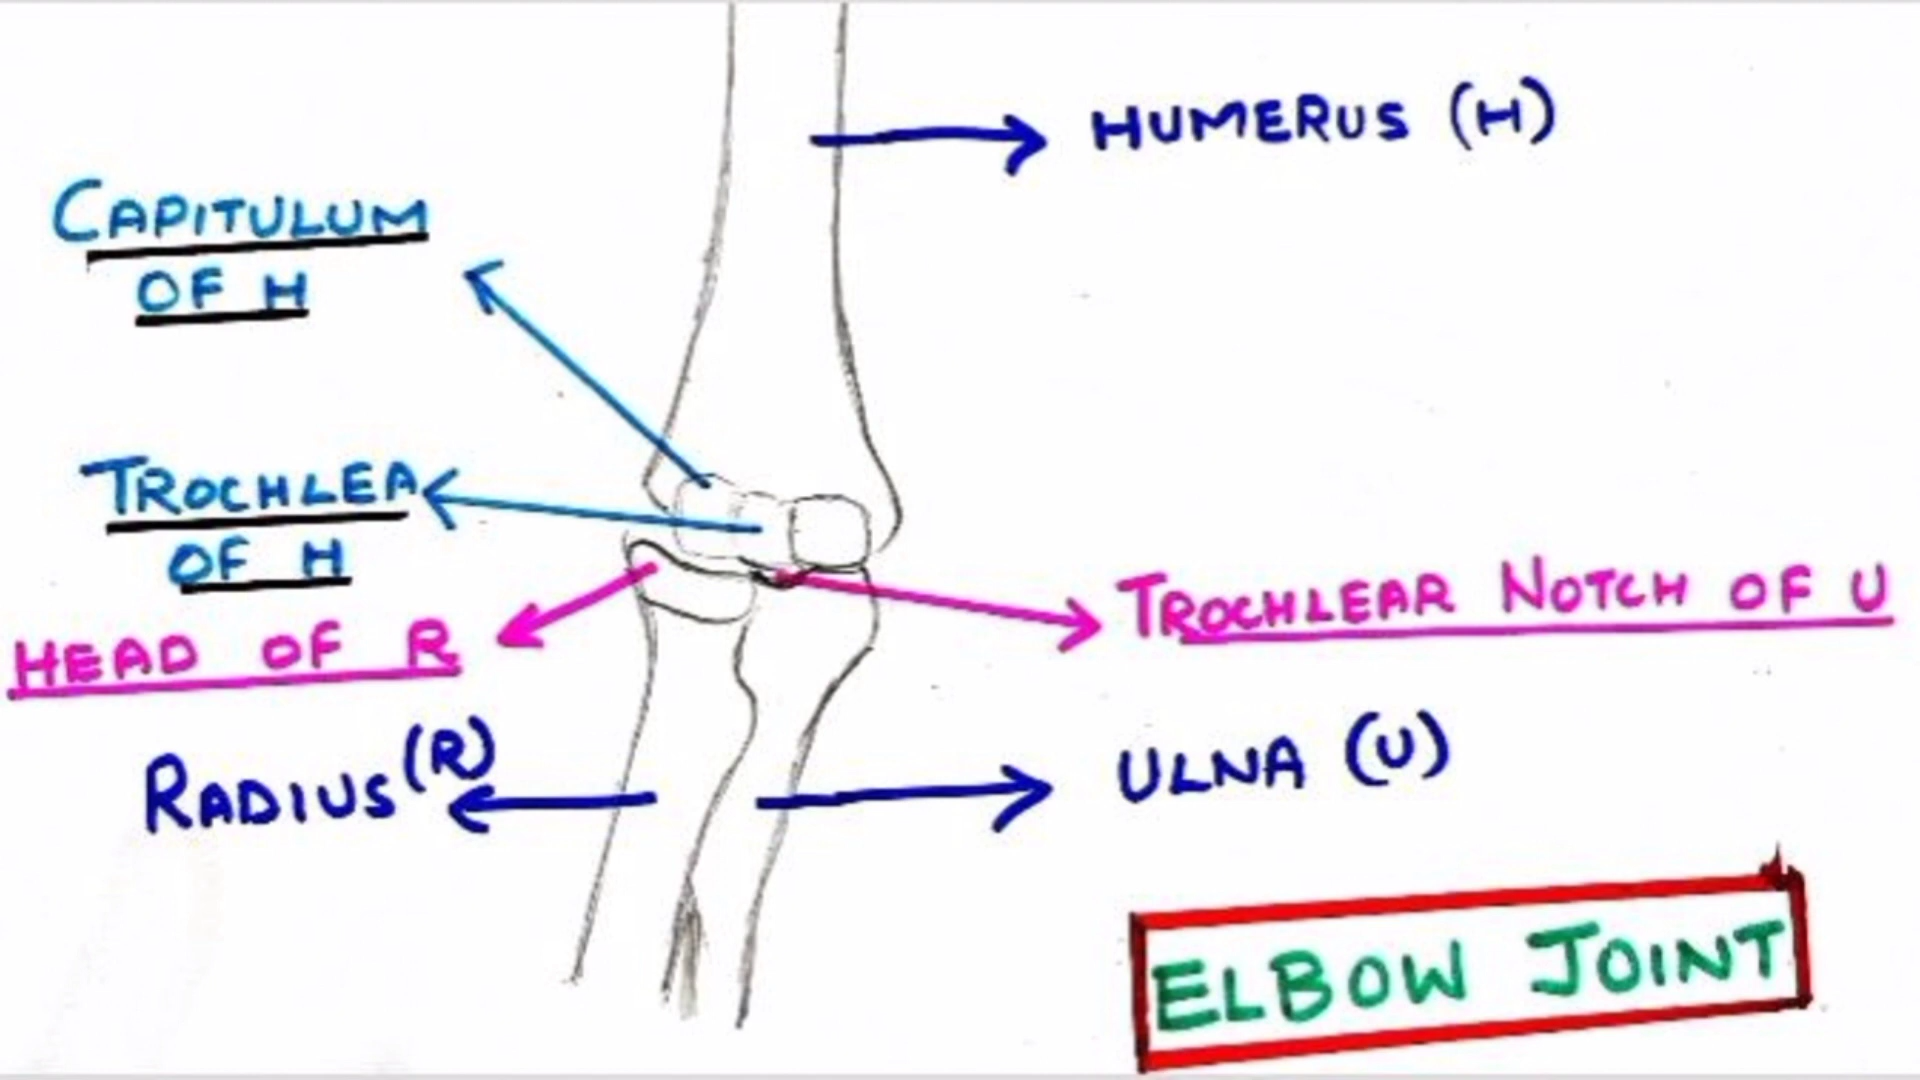 HUMERUS (H)
CAPITULUM
OF H
TROCHLEA
OF H
HEAD OF R
TROCHLEAR NOTCH OF U
RADIUS (R)
ULNA (U)
ELBOW JOINT